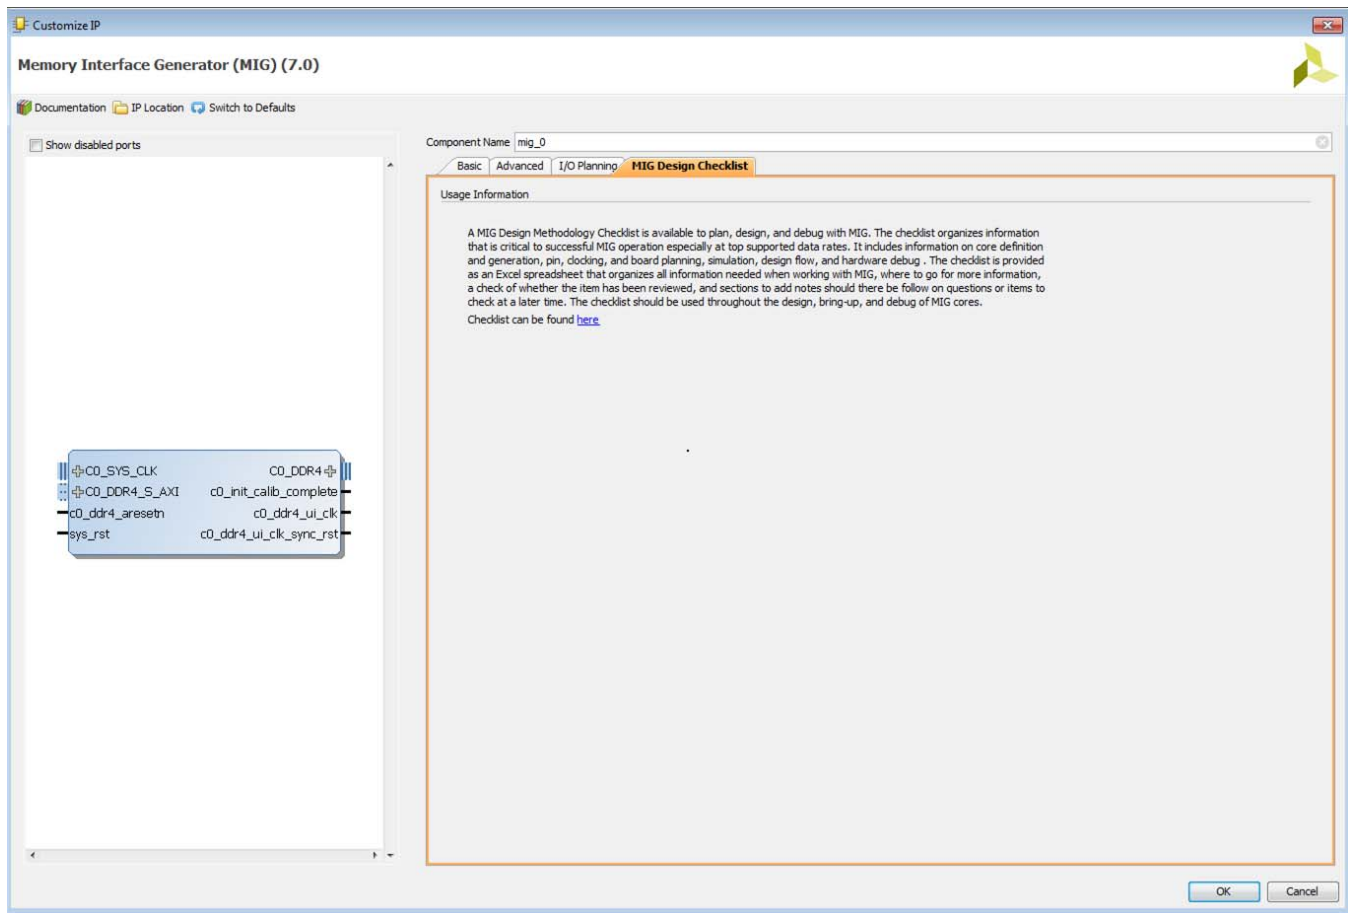 Customize IP
Memory Interface Generator (MIG) (7.0)
Documentation IP Location Switch to Defaults
Show disabled ports
Component Name mig_0
Basic Advanced I/O Planning MIG Design Checklist
Usage Information
A MIG Design Methodology Checklist is available to plan, design, and debug with MIG. The checklist organizes information
that is critical to successful MIG operation especially at top supported data rates. It includes information on core definition
and generation, pin, clocking, and board planning, simulation, design flow, and hardware debug . The checklist is provided
as an Excel spreadsheet that organizes all information needed when working with MIG, where to go for more information,
a check of whether the item has been reviewed, and sections to add notes should there be follow on questions or items to
check at a later time. The checklist should be used throughout the design, bring-up, and debug of MIG cores.
Checklist can be found here
C0_SYS_CLK C0_DDR4
C0_DDR4_S_AXI c0_init_calib_complete
c0_ddr4_aresetn c0_ddr4_ui_clk
sys_rst c0_ddr4_ui_clk_sync_rst
OK Cancel